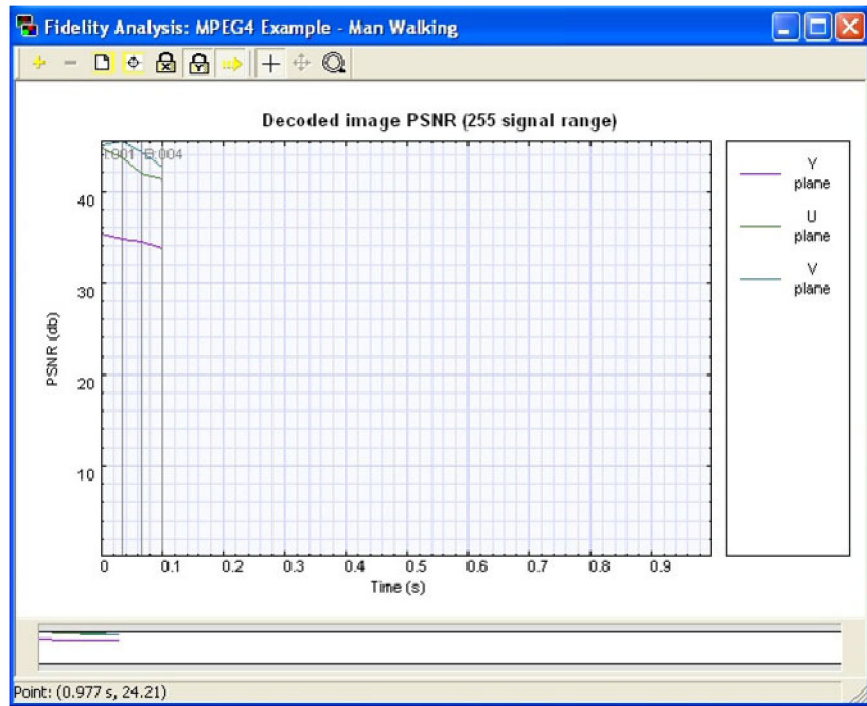 Fidelity Analysis: MPEG4 Example - Man Walking
Decoded image PSNR (255 signal range)
40
30
20
10
PSNR (db)
0 0.1 0.2 0.3 0.4 0.5 0.6 0.7 0.8 0.9
Time (s)
Y
plane
U
plane
V
plane
Point: (0.977 s, 24.21)